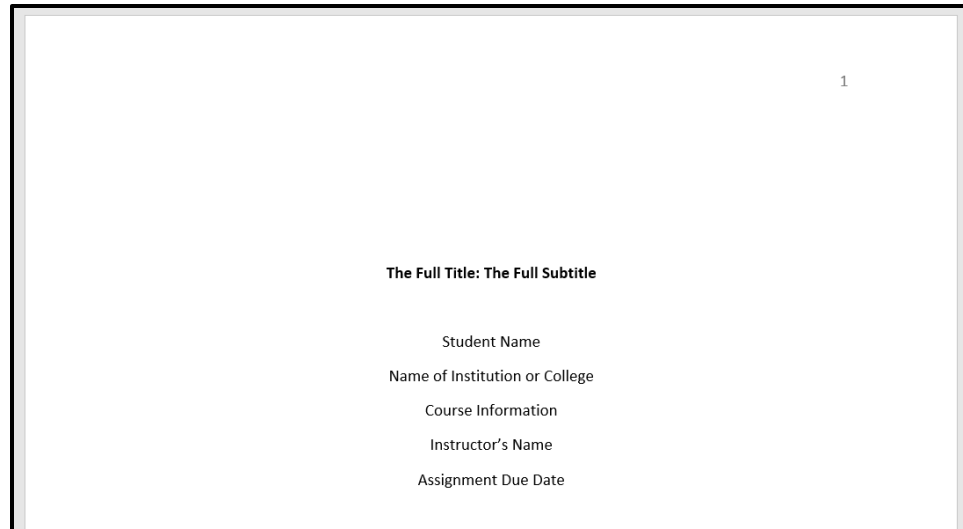 1
The Full Title: The Full Subtitle
Student Name
Name of Institution or College
Course Information
Instructor’s Name
Assignment Due Date